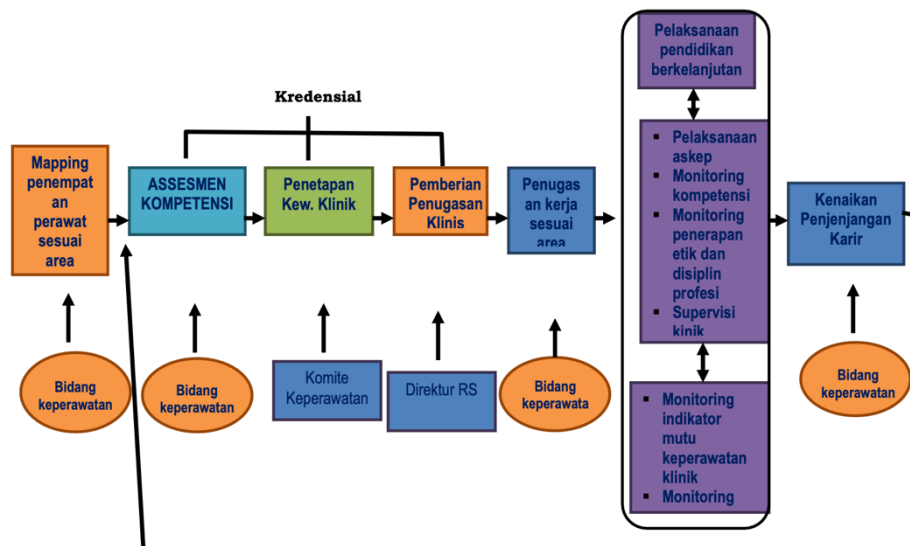 Kredensial
Mapping
penempat
an
perawat
sesuai
area
ASSESMEN
KOMPETENSI
Penetapan
Kew. Klinik
Pemberian
Penugasan
Klinis
Penugas
an kerja
sesuai
area
Pelaksanaan
pendidikan
berkelanjutan
▪ Pelaksanaan
askep
▪ Monitoring
kompetensi
▪ Monitoring
penerapan
etik dan
disiplin
profesi
▪ Supervisi
kinik
▪ Monitoring
indikator
mutu
keperawatan
klinik
▪ Monitoring
Kenaikan
Penjenjangan
Karir
Bidang
keperawatan
Bidang
keperawatan
Komite
Keperawatan
Direktur RS
Bidang
keperawata
Bidang
keperawatan